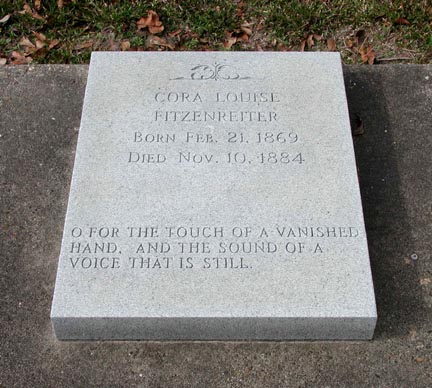 CORA LOUISE
FITZENREITER
BORN FEB. 21, 1869
DIED NOV. 10, 1884
O FOR THE TOUCH OF A VANISHED
HAND, AND THE SOUND OF A
VOICE THAT IS STILL.